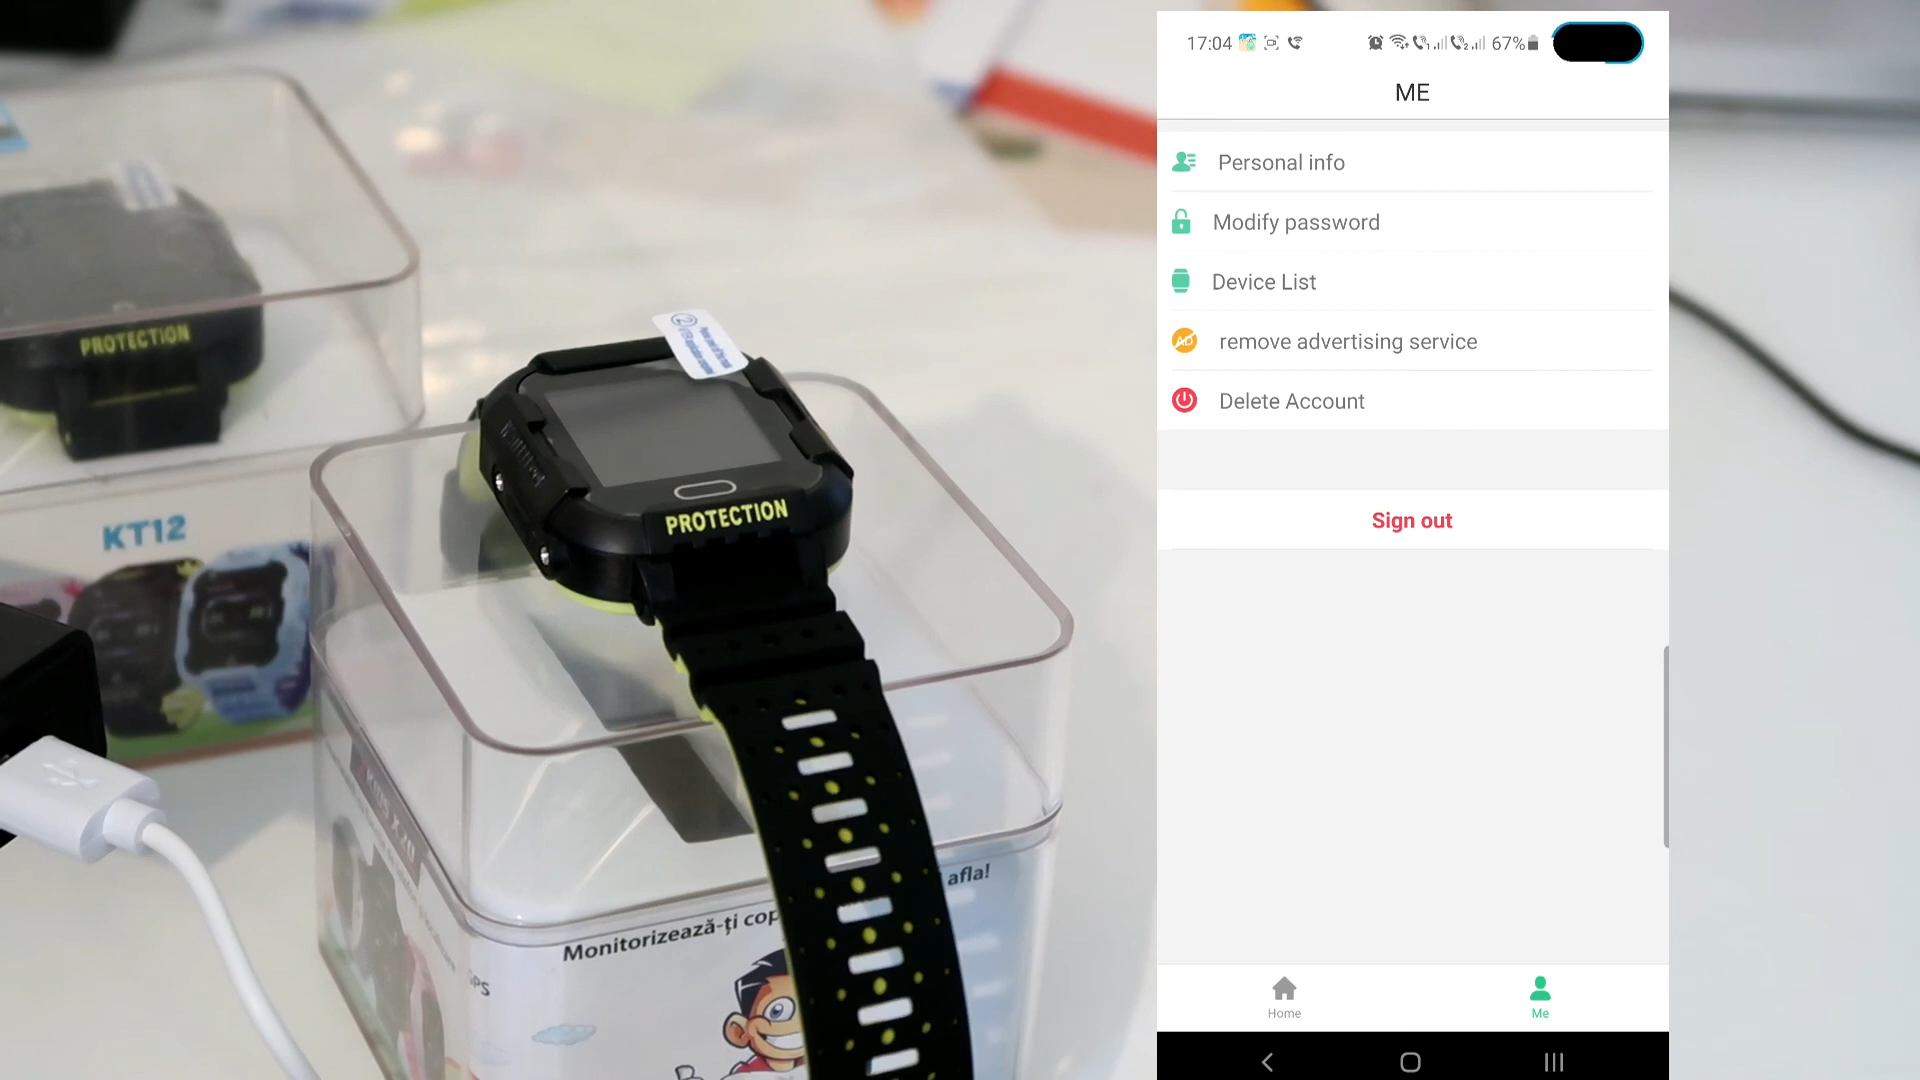 17:04
67%
ME
Personal info
Modify password
Device List
remove advertising service
Delete Account
Sign out
Home
Me
PROTECTION
PROTECTION
KT12
afla!
Monitorizează-ți cop
GPS